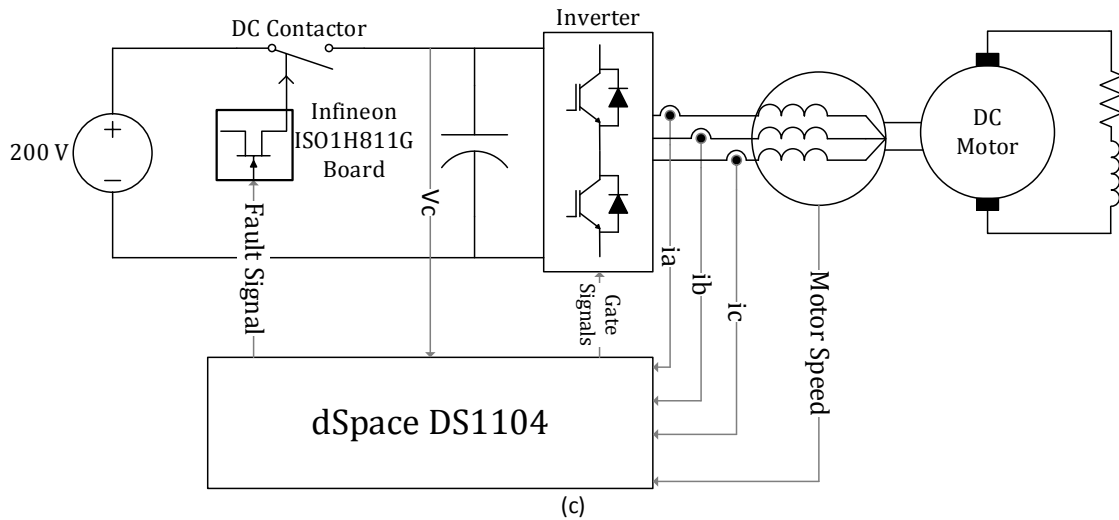 Inverter
DC Contactor
Infineon
ISO1H811G
Board
200 V
+
−
DC
Motor
Vc
Fault Signal
Gate
Signals
ia
ib
ic
Motor Speed
dSpace DS1104
(c)